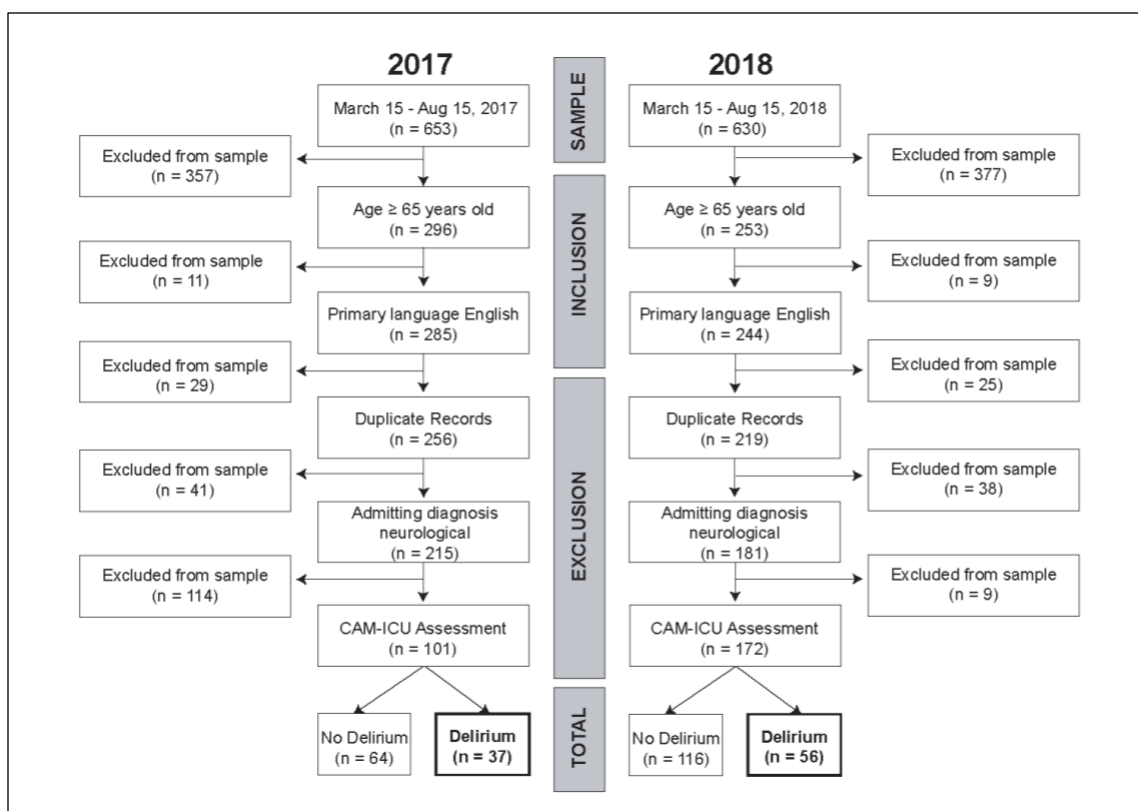 2017
March 15 - Aug 15, 2017
(n = 653)
Excluded from sample
(n = 357)
Age ≥ 65 years old
(n = 296)
Excluded from sample
(n = 11)
Primary language English
(n = 285)
Excluded from sample
(n = 29)
Duplicate Records
(n = 256)
Excluded from sample
(n = 41)
Admitting diagnosis
neurological
(n = 215)
Excluded from sample
(n = 114)
CAM-ICU Assessment
(n = 101)
No Delirium
(n = 64)
Delirium
(n = 37)
SAMPLE
INCLUSION
EXCLUSION
TOTAL
2018
March 15 - Aug 15, 2018
(n = 630)
Excluded from sample
(n = 377)
Age ≥ 65 years old
(n = 253)
Excluded from sample
(n = 9)
Primary language English
(n = 244)
Excluded from sample
(n = 25)
Duplicate Records
(n = 219)
Excluded from sample
(n = 38)
Admitting diagnosis
neurological
(n = 181)
Excluded from sample
(n = 9)
CAM-ICU Assessment
(n = 172)
No Delirium
(n = 116)
Delirium
(n = 56)